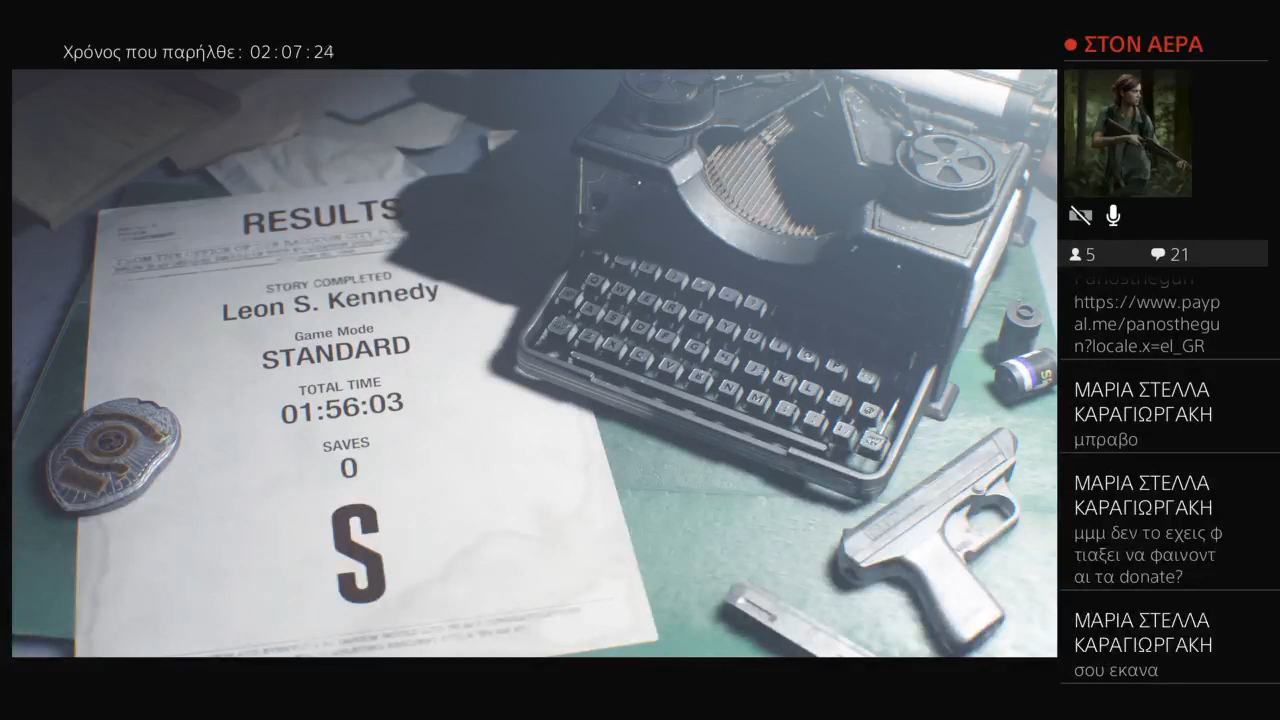 Χρόνος που παρήλθε: 02:07:24
ΣΤΟΝ ΑΕΡΑ
5 21
Panosthegun
https://www.payp
al.me/panosthegu
n?locale.x=el_GR
ΜΑΡΙΑ ΣΤΕΛΛΑ
ΚΑΡΑΓΙΩΡΓΑΚΗ
μπραβο
ΜΑΡΙΑ ΣΤΕΛΛΑ
ΚΑΡΑΓΙΩΡΓΑΚΗ
μμμ δεν το εχεις φ
τιαξει να φαινοντ
αι τα donate?
ΜΑΡΙΑ ΣΤΕΛΛΑ
ΚΑΡΑΓΙΩΡΓΑΚΗ
σου εκανα
RESULTS
STORY COMPLETED
Leon S. Kennedy
Game Mode
STANDARD
TOTAL TIME
01:56:03
SAVES
0
S